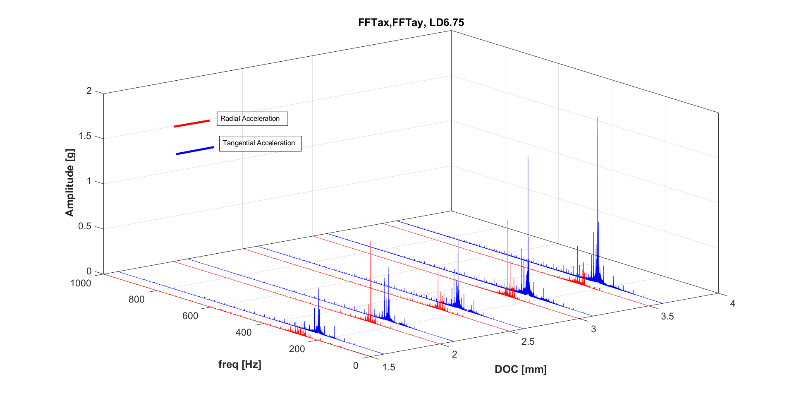 FFTax,FFTay, LD6.75
Radial Acceleration
Tangential Acceleration
Amplitude [g]
2
1.5
1
0.5
0
1000
800
600
400
200
0
freq [Hz]
1.5
2
2.5
3
3.5
4
DOC [mm]